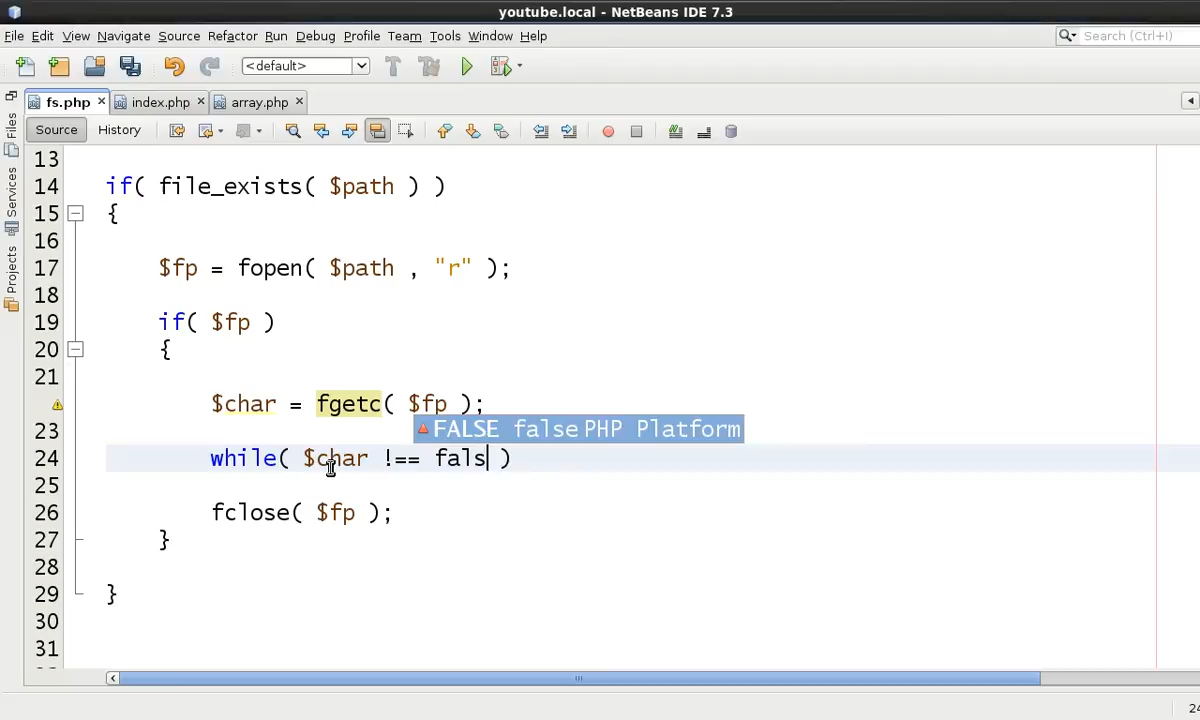 youtube.local - NetBeans IDE 7.3
File Edit View Navigate Source Refactor Run Debug Profile Team Tools Window Help
Search (Ctrl+I)
<default>
fs.php index.php array.php
Source History
Files
Services
Projects
13
14 if( file_exists( $path ) )
15 {
16
17 $fp = fopen( $path , "r" );
18
19 if( $fp )
20 {
21
$char = fgetc( $fp );
FALSE false PHP Platform
23
24 while( $char !== fals )
25
26 fclose( $fp );
27 }
28
29 }
30
31